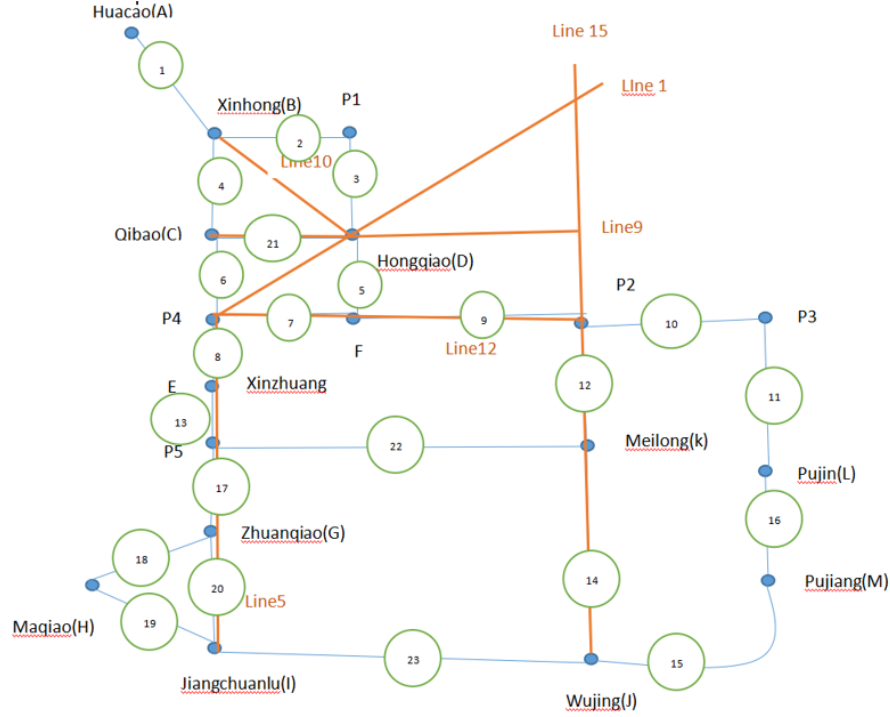 Huacao(A)
Line 15
1
LIne 1
Xinhong(B)
P1
2
Line10
3
4
Qibao(C)
21
Line9
Hongqiao(D)
6
5
P2
P4
7
9
10
P3
F
Line12
8
E
Xinzhuang
12
11
13
P5
22
Meilong(k)
17
Pujin(L)
16
Zhuanqiao(G)
18
14
20
Line5
Pujiang(M)
Maqiao(H)
19
23
15
Jiangchuanlu(I)
Wujing(J)